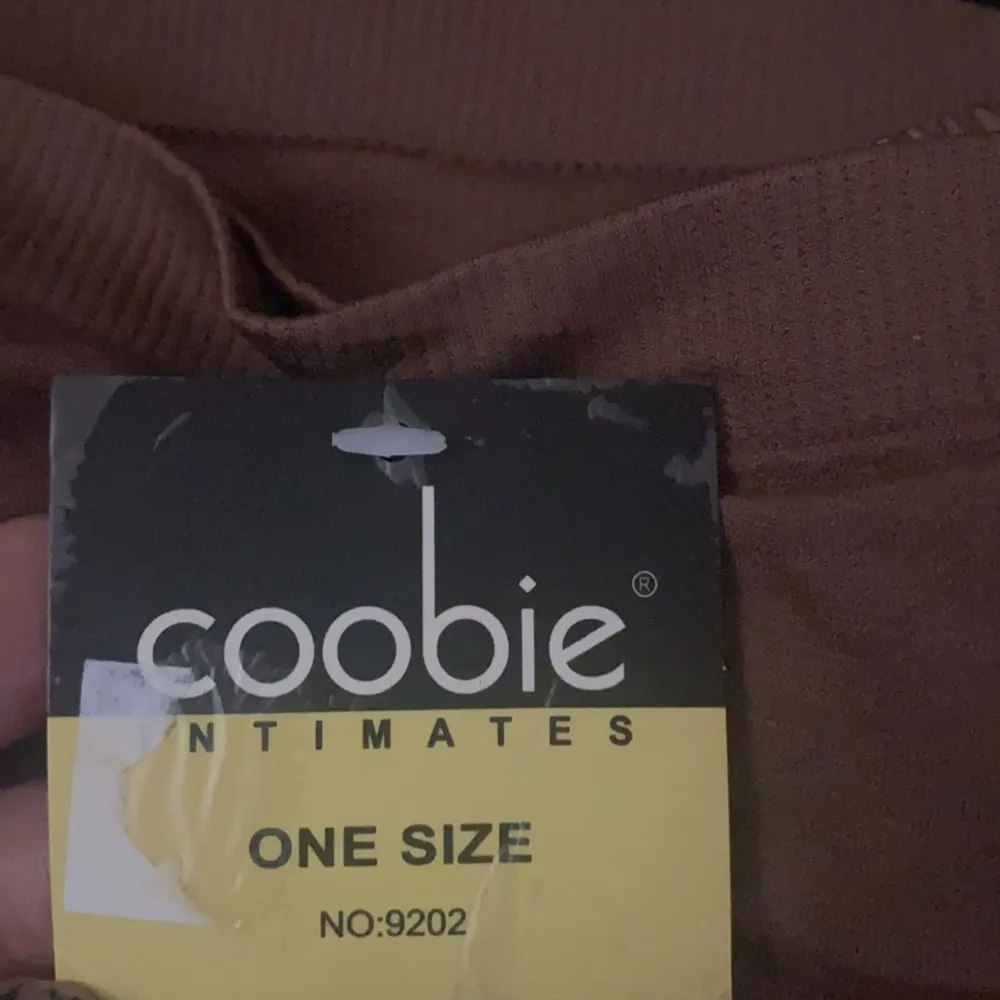 coobie®
NTIMATES
ONE SIZE
NO:9202